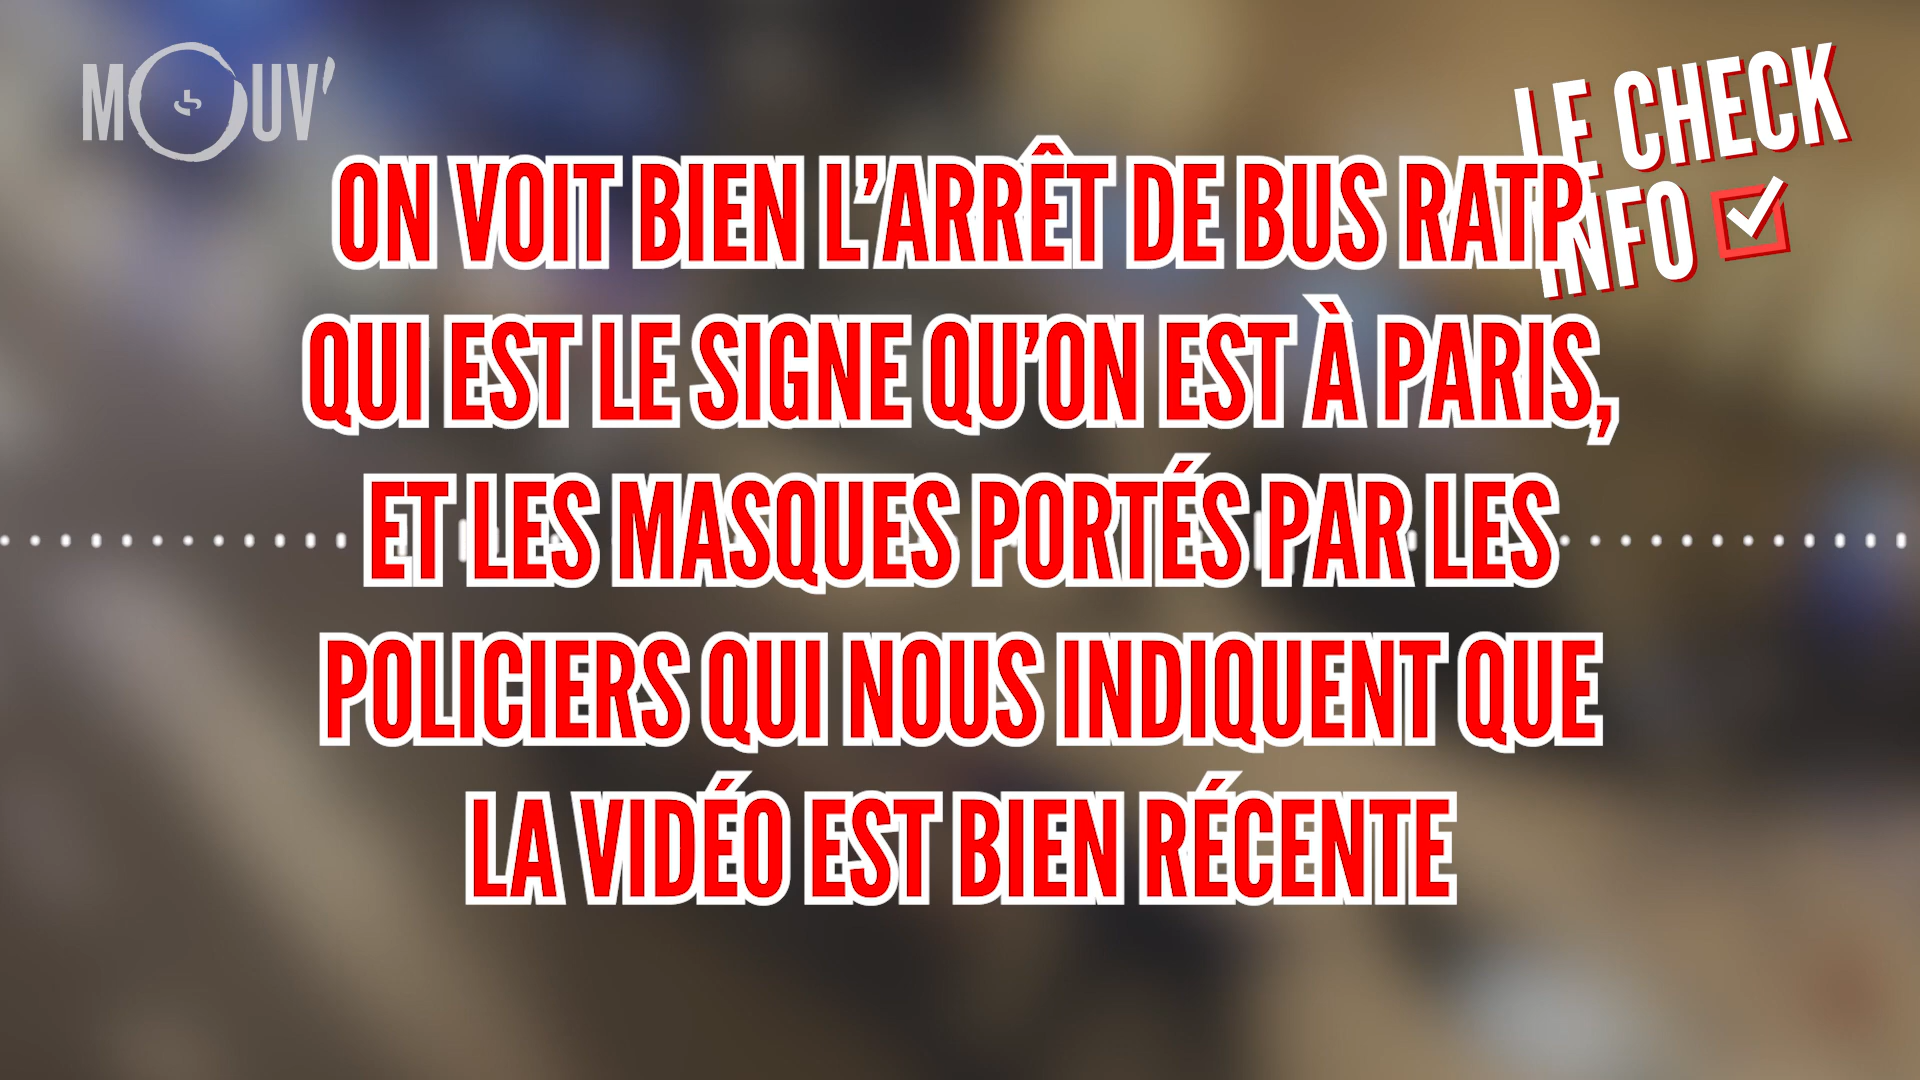 MOUV'
LE CHECK
INFO
ON VOIT BIEN L’ARRÊT DE BUS RATP
QUI EST LE SIGNE QU’ON EST À PARIS,
ET LES MASQUES PORTÉS PAR LES
POLICIERS QUI NOUS INDIQUENT QUE
LA VIDÉO EST BIEN RÉCENTE